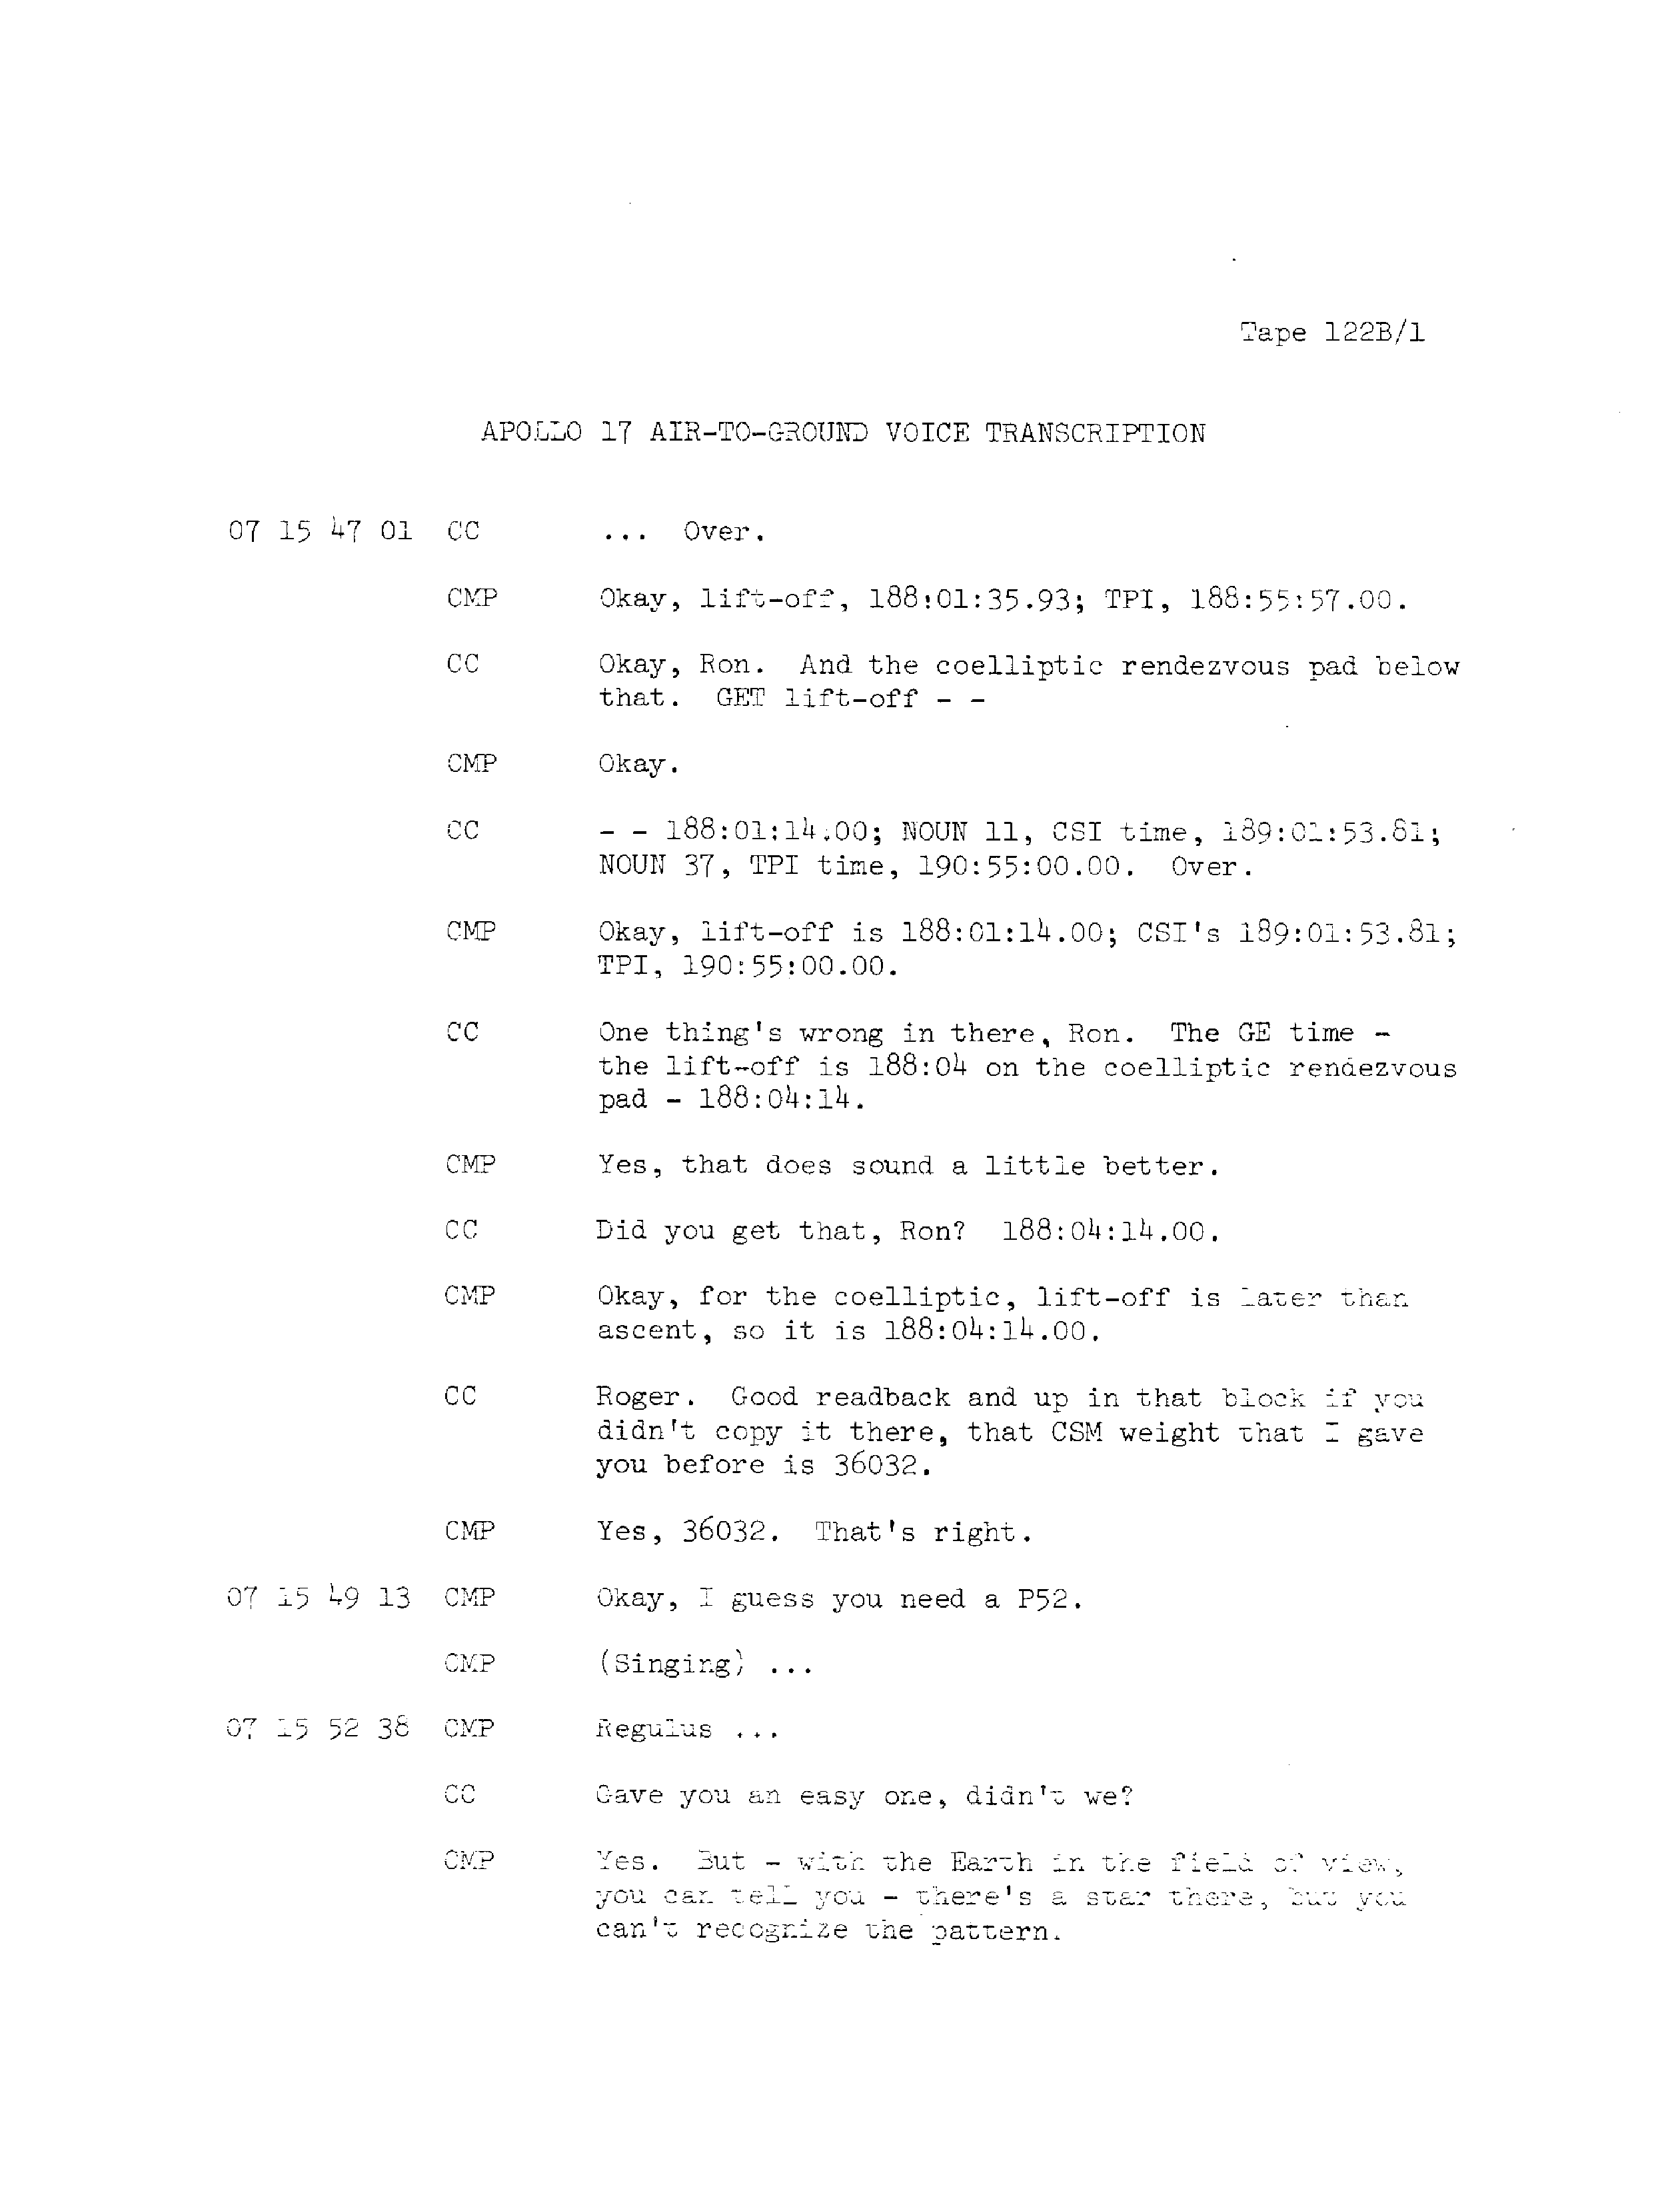 Tape 122B/1
APOLLO 17 AIR-TO-GROUND VOICE TRANSCRIPTION
07 15 47 01 CC ... Over.
CMP Okay, lift-off, 188:01:35.93; TPI, 188:55:57.00.
CC Okay, Ron. And the coelliptic rendezvous pad below
that. GET lift-off - -
CMP Okay.
CC - - 188:01:14.00; NOUN 11, CSI time, 189:01:53.81;
NOUN 37, TPI time, 190:55:00.00. Over.
CMP Okay, lift-off is 188:01:14.00; CSI's 189:01:53.81;
TPI, 190:55:00.00.
CC One thing's wrong in there, Ron. The GE time -
the lift-off is 188:04 on the coelliptic rendezvous
pad - 188:04:14.
CMP Yes, that does sound a little better.
CC Did you get that, Ron? 188:04:14.00.
CMP Okay, for the coelliptic, lift-off is later than
ascent, so it is 188:04:14.00.
CC Roger. Good readback and up in that block if you
didn't copy it there, that CSM weight that I gave
you before is 36032.
CMP Yes, 36032. That's right.
07 15 49 13 CMP Okay, I guess you need a P52.
CMP (Singing) ...
07 15 52 38 CMP Regulus ...
CC Gave you an easy one, didn't we?
CMP Yes. But - with the Earth in the field of view,
you can tell you - there's a star there, but you
can't recognize the pattern.